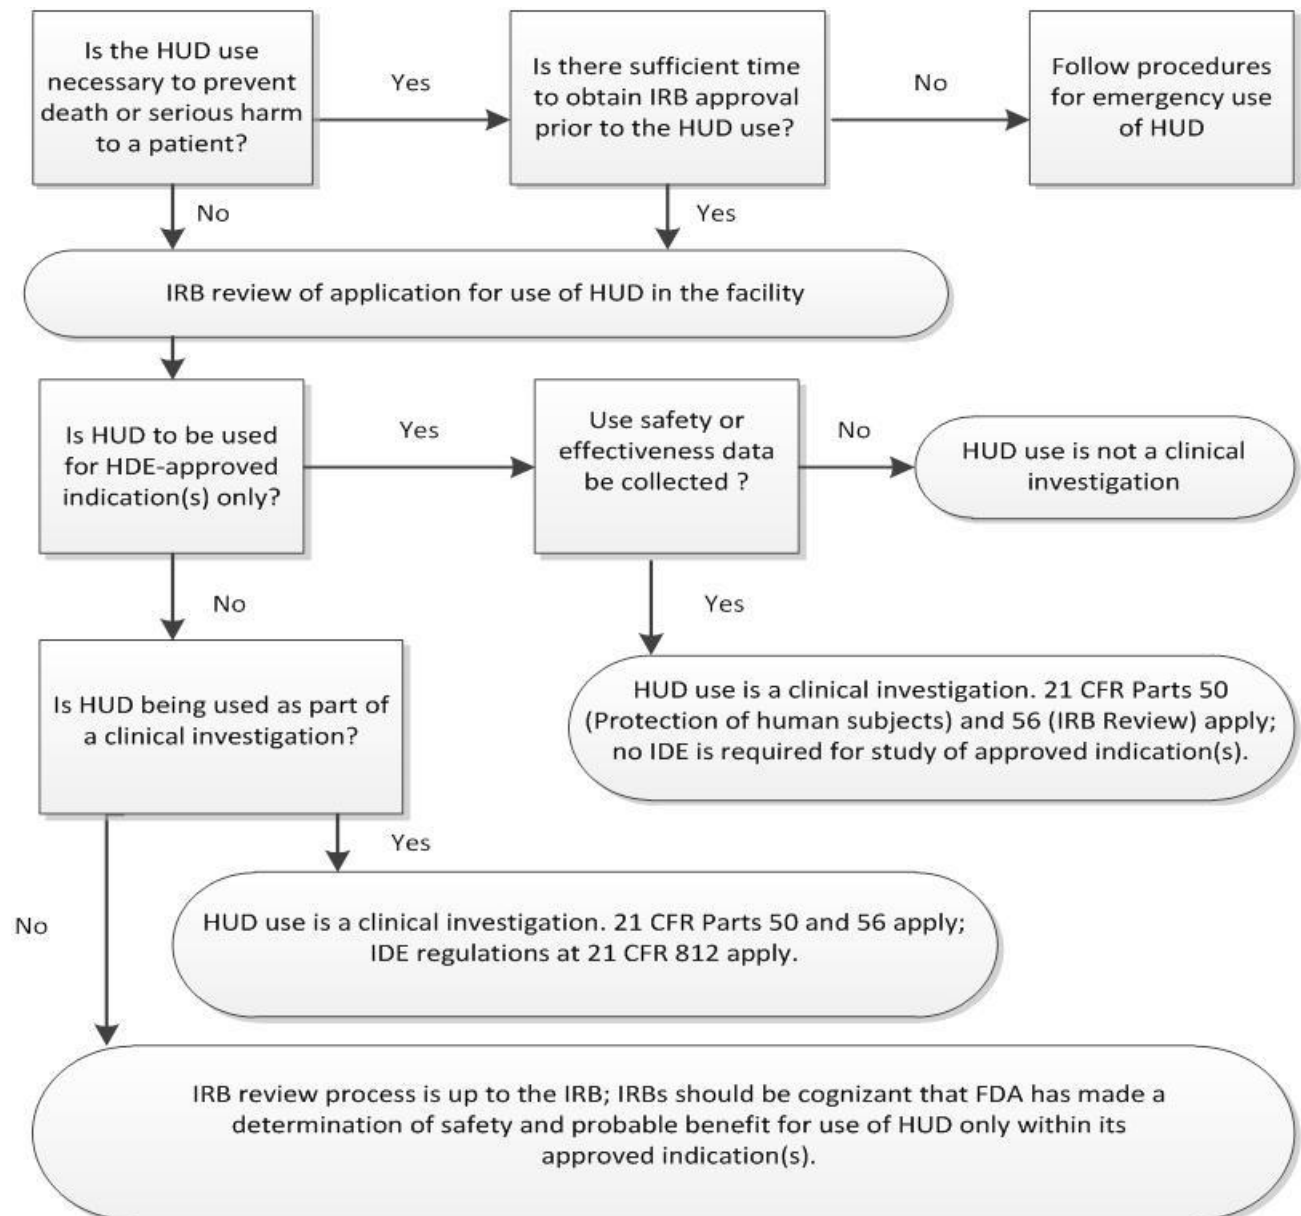 Is the HUD use
necessary to prevent
death or serious harm
to a patient?
Yes
Is there sufficient time
to obtain IRB approval
prior to the HUD use?
No
Follow procedures
for emergency use
of HUD
No
Yes
IRB review of application for use of HUD in the facility
Is HUD to be used
for HDE-approved
indication(s) only?
Yes
Use safety or
effectiveness data
be collected ?
No
HUD use is not a clinical
investigation
No
Yes
Is HUD being used as part of
a clinical investigation?
HUD use is a clinical investigation. 21 CFR Parts 50
(Protection of human subjects) and 56 (IRB Review) apply;
no IDE is required for study of approved indication(s).
Yes
No
HUD use is a clinical investigation. 21 CFR Parts 50 and 56 apply;
IDE regulations at 21 CFR 812 apply.
IRB review process is up to the IRB; IRBs should be cognizant that FDA has made a
determination of safety and probable benefit for use of HUD only within its
approved indication(s).